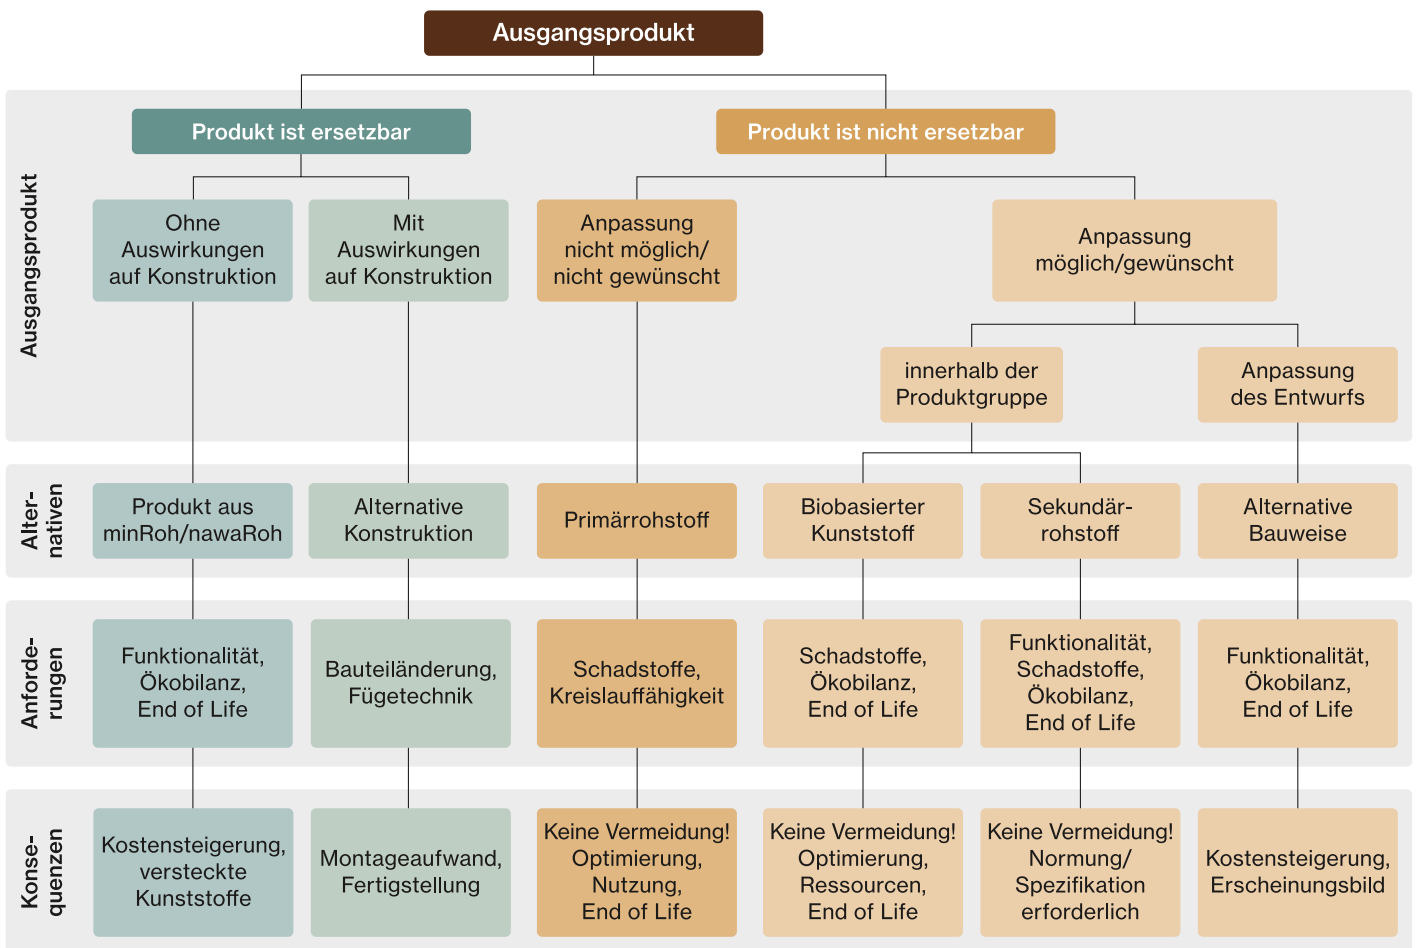 Ausgangsprodukt
Ausgangsprodukt
Produkt ist ersetzbar
Produkt ist nicht ersetzbar
Ohne
Auswirkungen
auf Konstruktion
Mit
Auswirkungen
auf Konstruktion
Anpassung
nicht möglich/
nicht gewünscht
Anpassung
möglich/gewünscht
innerhalb der
Produktgruppe
Anpassung
des Entwurfs
Alter-
nativen
Produkt aus
minRoh/nawaRoh
Alternative
Konstruktion
Primärrohstoff
Biobasierter
Kunststoff
Sekundär-
rohstoff
Alternative
Bauweise
Anforde-
rungen
Funktionalität,
Ökobilanz,
End of Life
Bauteiländerung,
Fügetechnik
Schadstoffe,
Kreislauffähigkeit
Schadstoffe,
Ökobilanz,
End of Life
Funktionalität,
Schadstoffe,
Ökobilanz,
End of Life
Funktionalität,
Ökobilanz,
End of Life
Konse-
quenzen
Kostensteigerung,
versteckte
Kunststoffe
Montageaufwand,
Fertigstellung
Keine Vermeidung!
Optimierung,
Nutzung,
End of Life
Keine Vermeidung!
Optimierung,
Ressourcen,
End of Life
Keine Vermeidung!
Normung/
Spezifikation
erforderlich
Kostensteigerung,
Erscheinungsbild